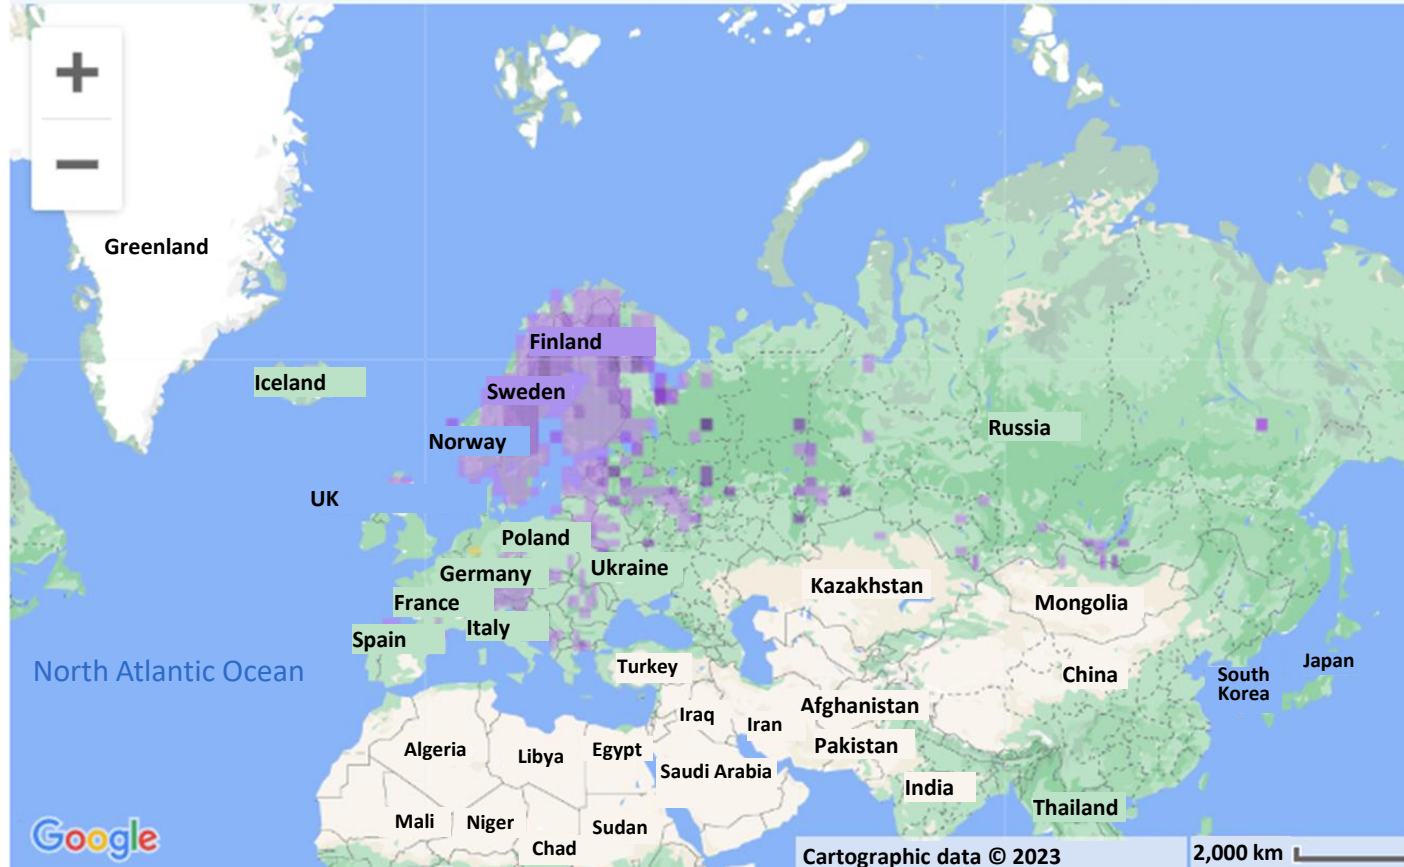 +
−
Greenland
Finland
Iceland
Sweden
Russia
Norway
UK
Poland
Ukraine
Germany
Kazakhstan
France
Mongolia
Italy
Spain
North Atlantic Ocean
Turkey
China
South
Korea
Japan
Iraq
Iran
Afghanistan
Algeria
Libya
Egypt
Pakistan
Saudi Arabia
India
Thailand
Mali
Niger
Sudan
Chad
Google
Cartographic data © 2023
2,000 km